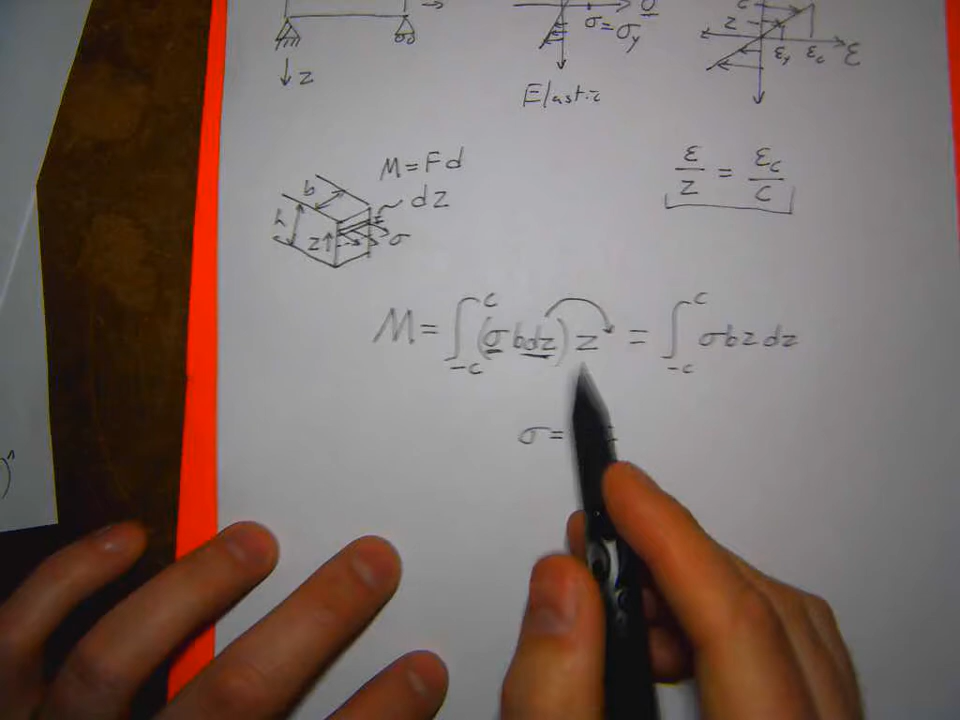 σ
σ=σy
c
z
εy εc ε
z
Elastic
M=Fd
b
dz
h
z
σ
ε/z = εc/c
M= ∫_{-c}^{c} (σ b dz) z = ∫_{-c}^{c} σ b z dz
σ=